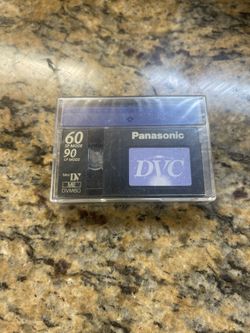 Panasonic
60
SP MODE
90
LP MODE
DVC
Mini DV
ME
DVM60